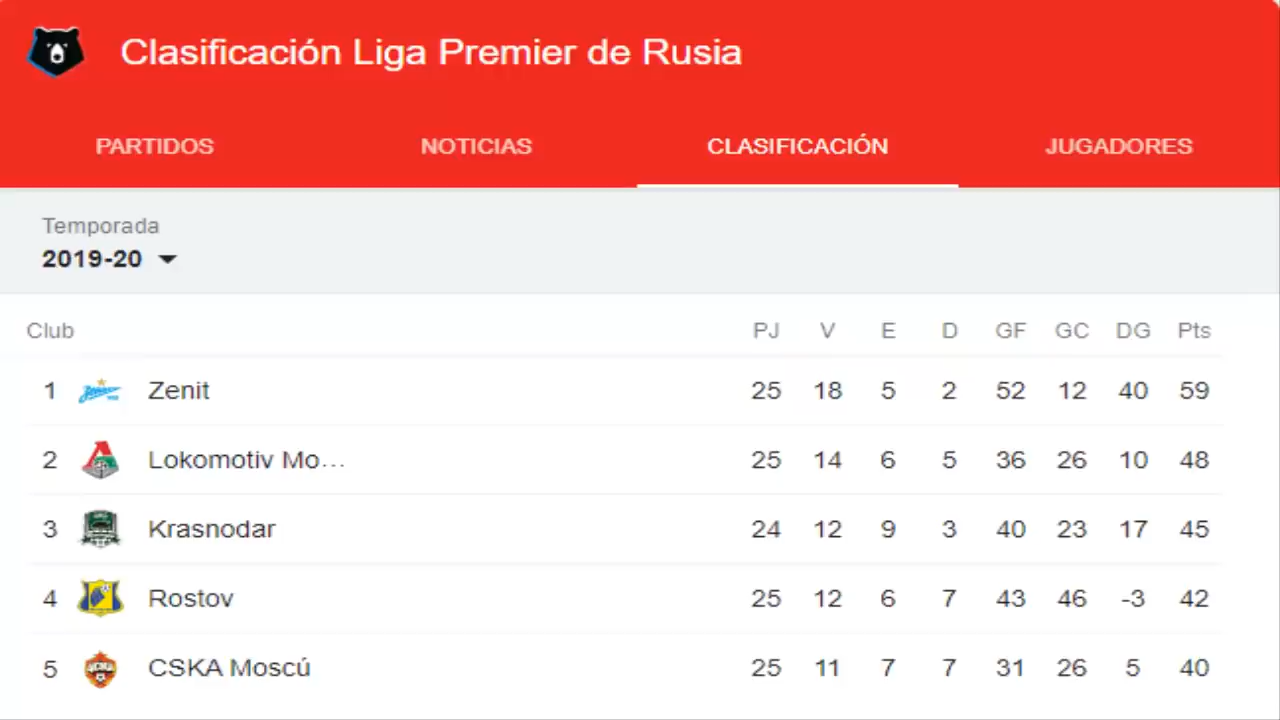 Clasificación Liga Premier de Rusia
PARTIDOS NOTICIAS CLASIFICACIÓN JUGADORES
Temporada
2019-20
Club PJ V E D GF GC DG Pts
1 Zenit 25 18 5 2 52 12 40 59
2 Lokomotiv Mo... 25 14 6 5 36 26 10 48
3 Krasnodar 24 12 9 3 40 23 17 45
4 Rostov 25 12 6 7 43 46 -3 42
5 CSKA Moscú 25 11 7 7 31 26 5 40